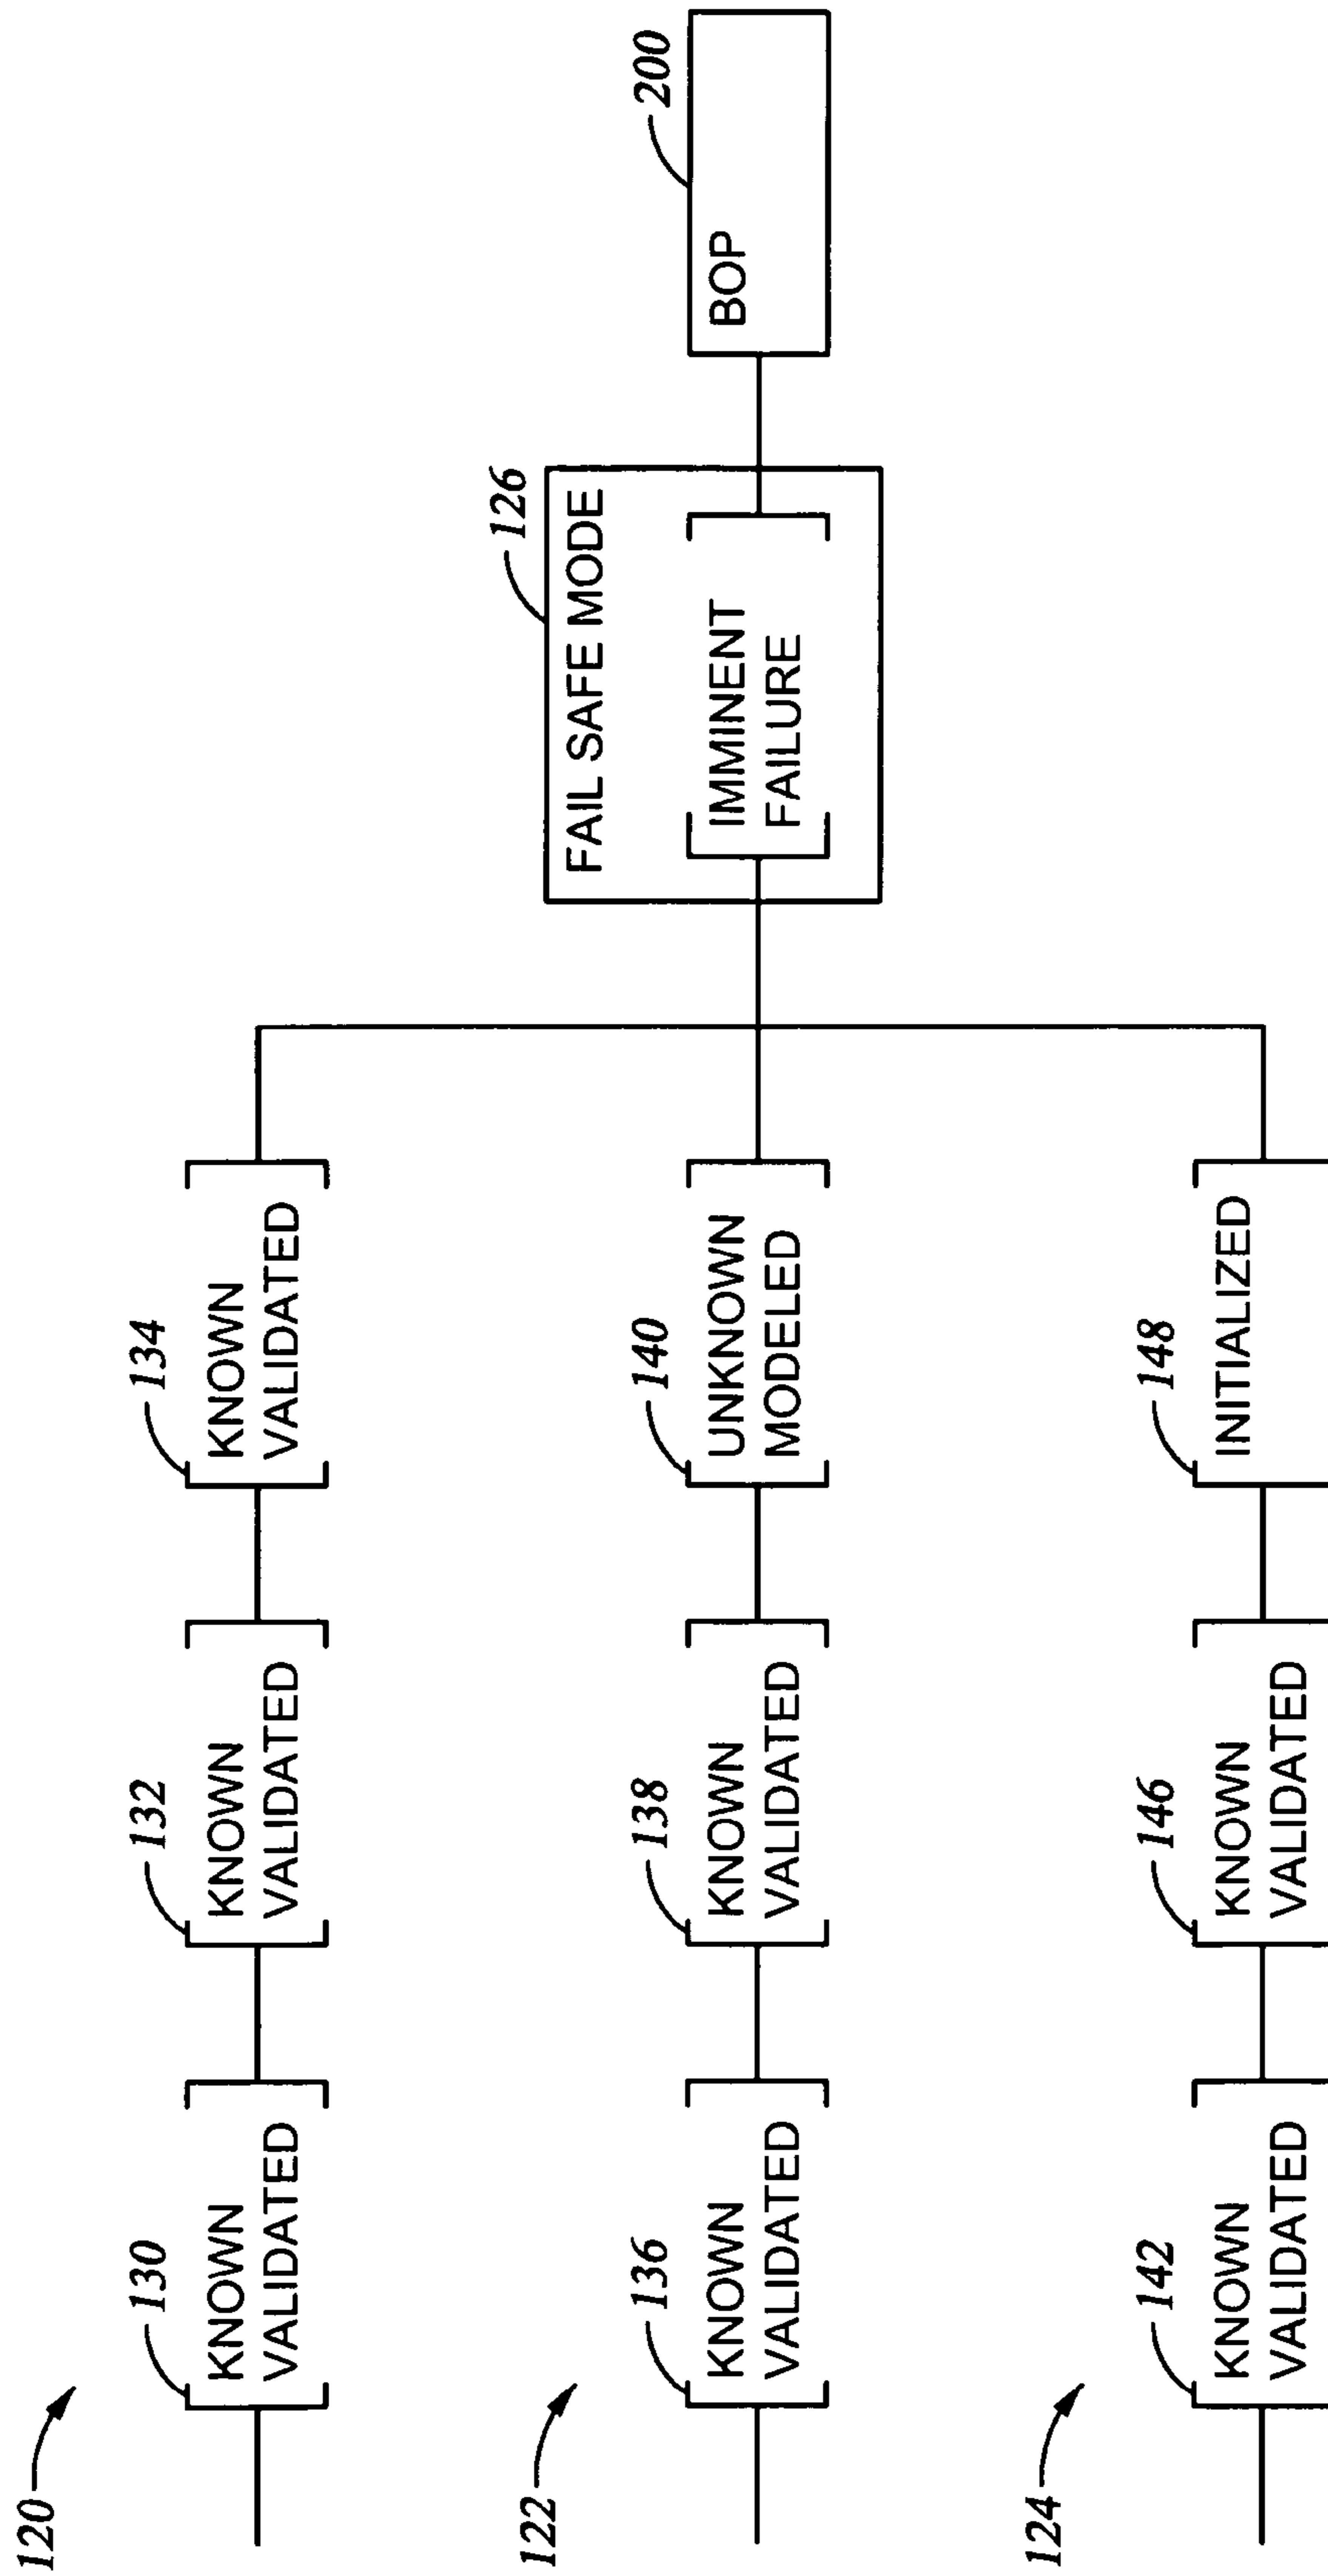 120
130
KNOWN
VALIDATED
132
KNOWN
VALIDATED
134
KNOWN
VALIDATED
122
136
KNOWN
VALIDATED
138
KNOWN
VALIDATED
140
UNKNOWN
MODELED
126
FAIL SAFE MODE
IMMINENT
FAILURE
200
BOP
124
142
KNOWN
VALIDATED
146
KNOWN
VALIDATED
148
INITIALIZED